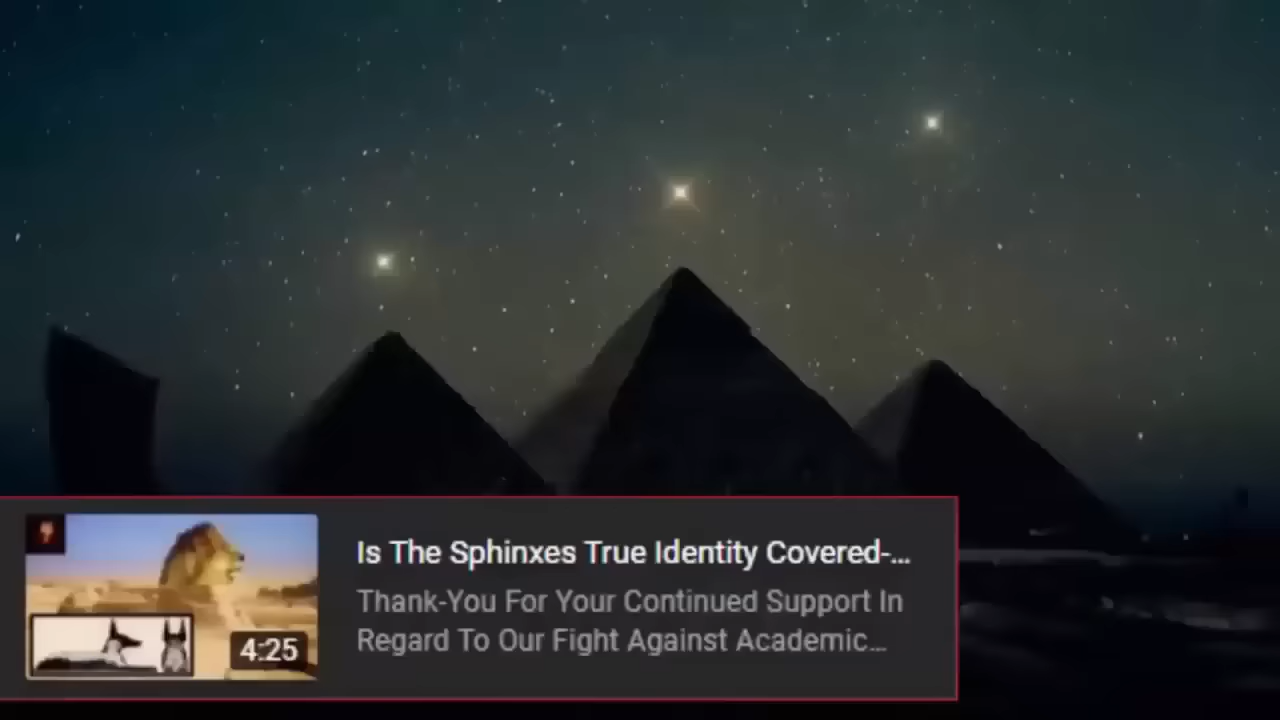 Is The Sphinxes True Identity Covered-...
Thank-You For Your Continued Support In
Regard To Our Fight Against Academic...
4:25